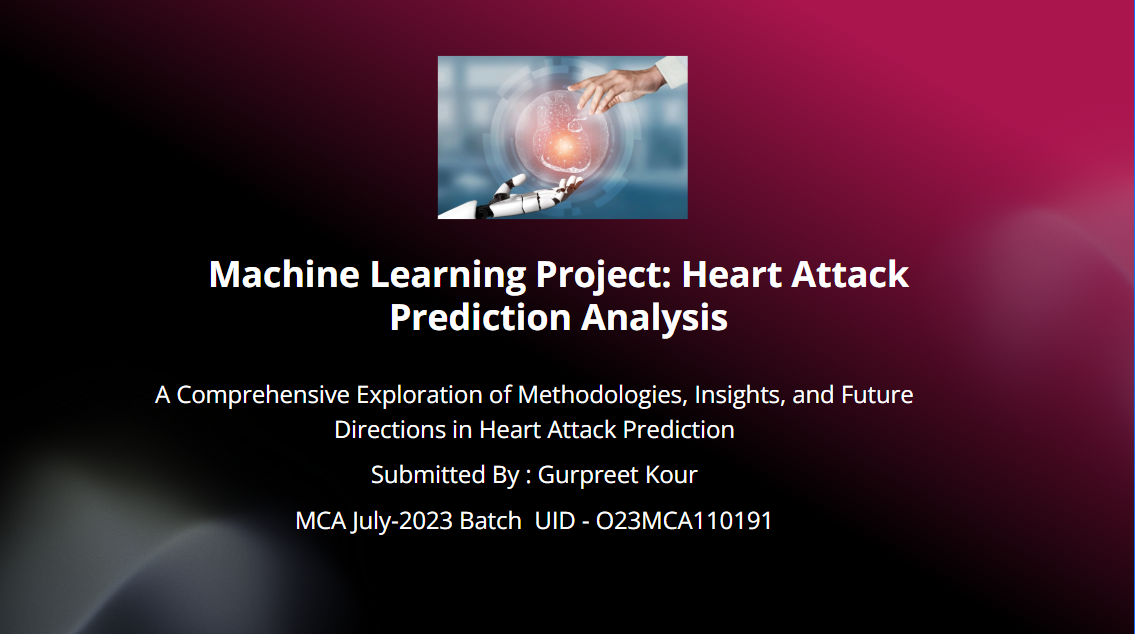 Machine Learning Project: Heart Attack
Prediction Analysis
A Comprehensive Exploration of Methodologies, Insights, and Future
Directions in Heart Attack Prediction
Submitted By : Gurpreet Kour
MCA July-2023 Batch  UID - O23MCA110191